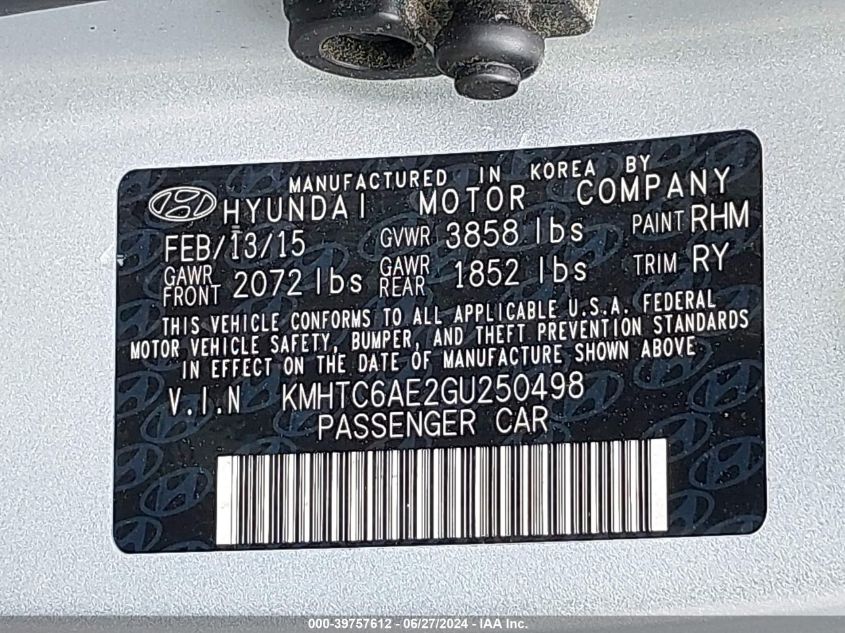 MANUFACTURED IN KOREA BY
HYUNDAI MOTOR COMPANY
FEB/13/15 GVWR 3858 lbs PAINT RHM
GAWR FRONT 2072 lbs GAWR REAR 1852 lbs TRIM RY
THIS VEHICLE CONFORMS TO ALL APPLICABLE U.S.A. FEDERAL
MOTOR VEHICLE SAFETY, BUMPER, AND THEFT PREVENTION STANDARDS
IN EFFECT ON THE DATE OF MANUFACTURE SHOWN ABOVE
V.I.N KMHTC6AE2GU250498
PASSENGER CAR
000-39757612 - 06/27/2024 - IAA Inc.